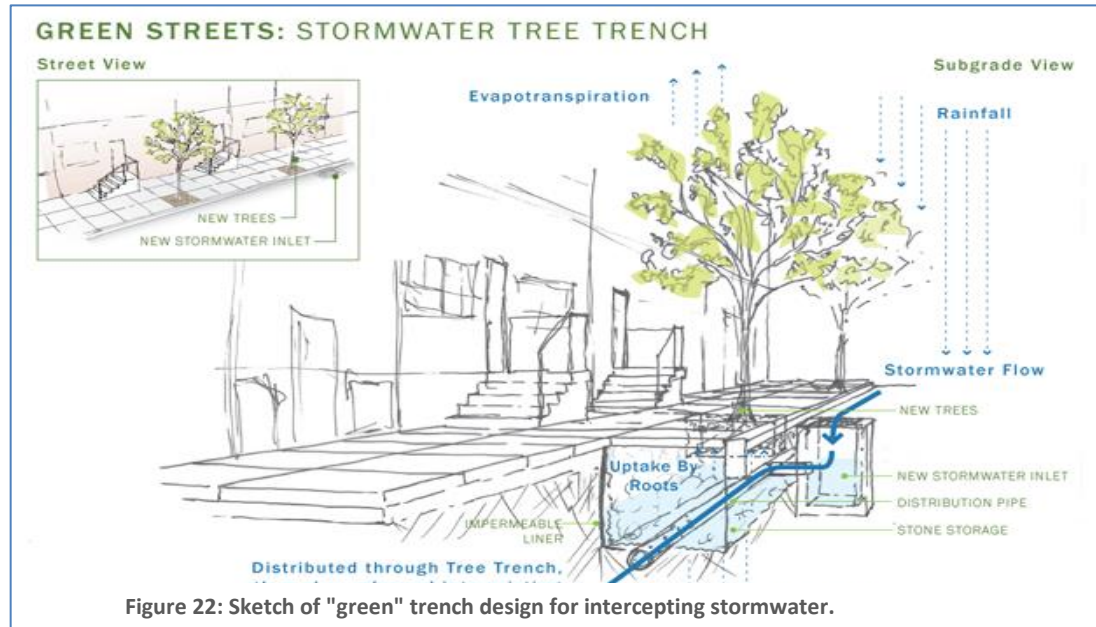 GREEN STREETS: STORMWATER TREE TRENCH
Street View
Subgrade View
NEW TREES
NEW STORMWATER INLET
Evapotranspiration
Rainfall
Stormwater Flow
NEW TREES
Uptake By
Roots
NEW STORMWATER INLET
DISTRIBUTION PIPE
STONE STORAGE
IMPERMEABLE
LINER
Distributed through Tree Trench,
Figure 22: Sketch of "green" trench design for intercepting stormwater.